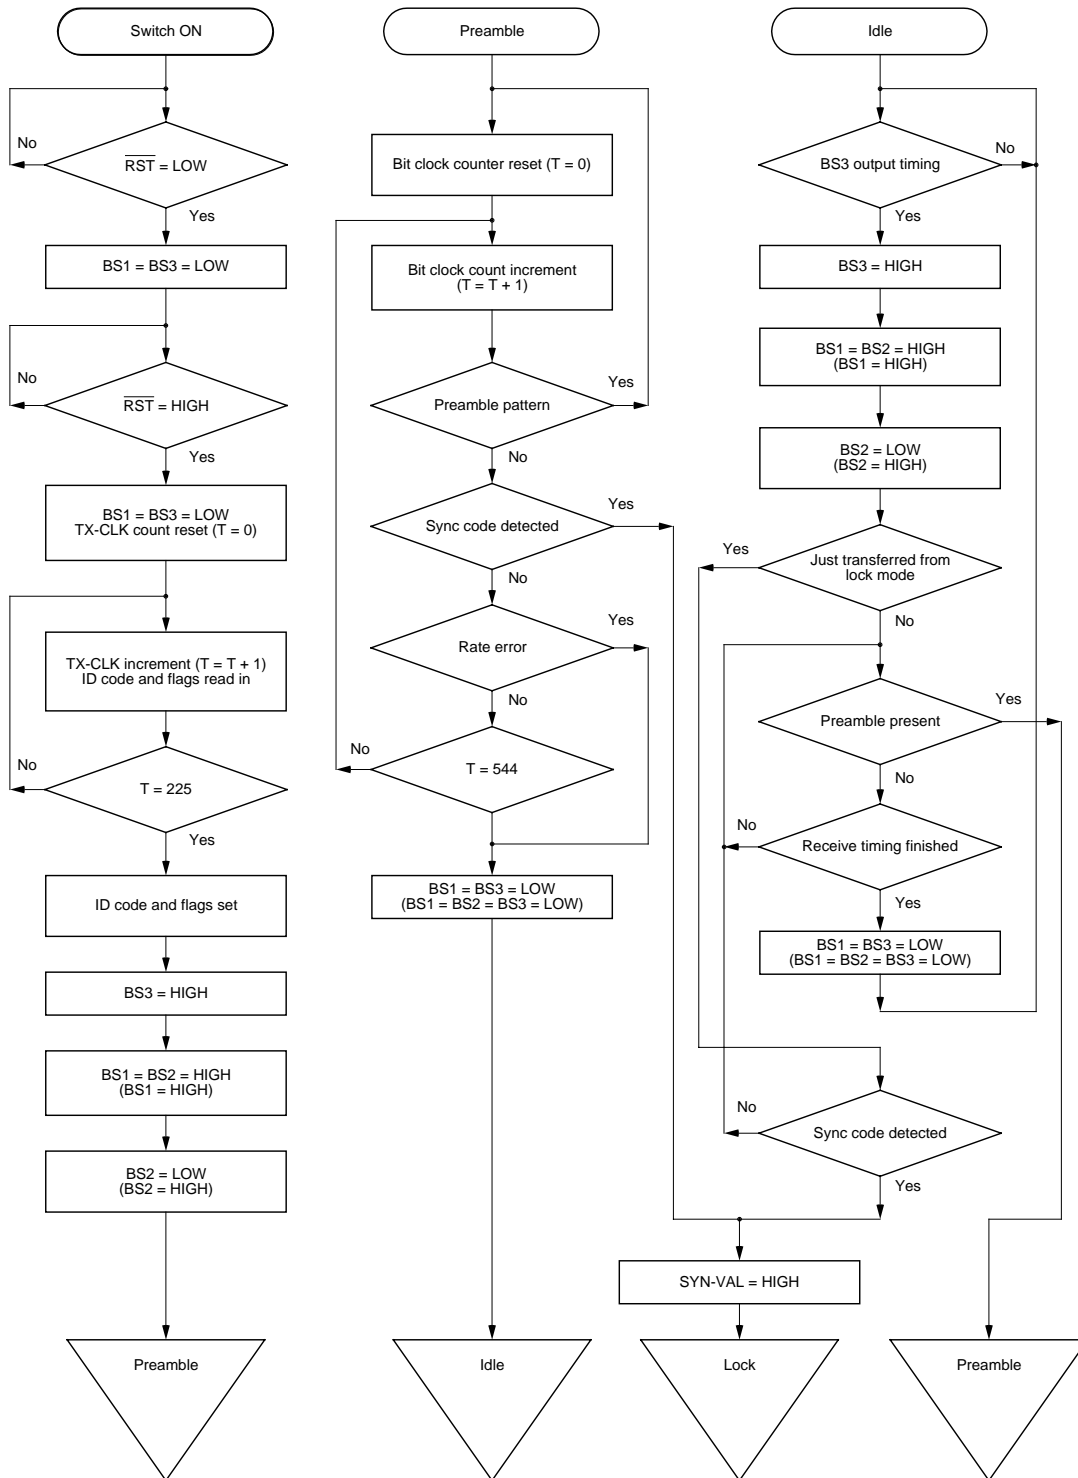 Switch ON
No
RST = LOW
Yes
BS1 = BS3 = LOW
No
RST = HIGH
Yes
BS1 = BS3 = LOW
TX-CLK count reset (T = 0)
TX-CLK increment (T = T + 1)
ID code and flags read in
No
T = 225
Yes
ID code and flags set
BS3 = HIGH
BS1 = BS2 = HIGH
(BS1 = HIGH)
BS2 = LOW
(BS2 = HIGH)
Preamble
Preamble
Bit clock counter reset (T = 0)
Bit clock count increment
(T = T + 1)
Yes
Preamble pattern
No
Yes
Sync code detected
No
Yes
Rate error
No
No
T = 544
BS1 = BS3 = LOW
(BS1 = BS2 = BS3 = LOW)
Idle
Idle
No
BS3 output timing
Yes
BS3 = HIGH
BS1 = BS2 = HIGH
(BS1 = HIGH)
BS2 = LOW
(BS2 = HIGH)
Yes
Just transferred from
lock mode
No
Yes
Preamble present
No
No
Receive timing finished
Yes
BS1 = BS3 = LOW
(BS1 = BS2 = BS3 = LOW)
No
Sync code detected
Yes
SYN-VAL = HIGH
Lock
Preamble